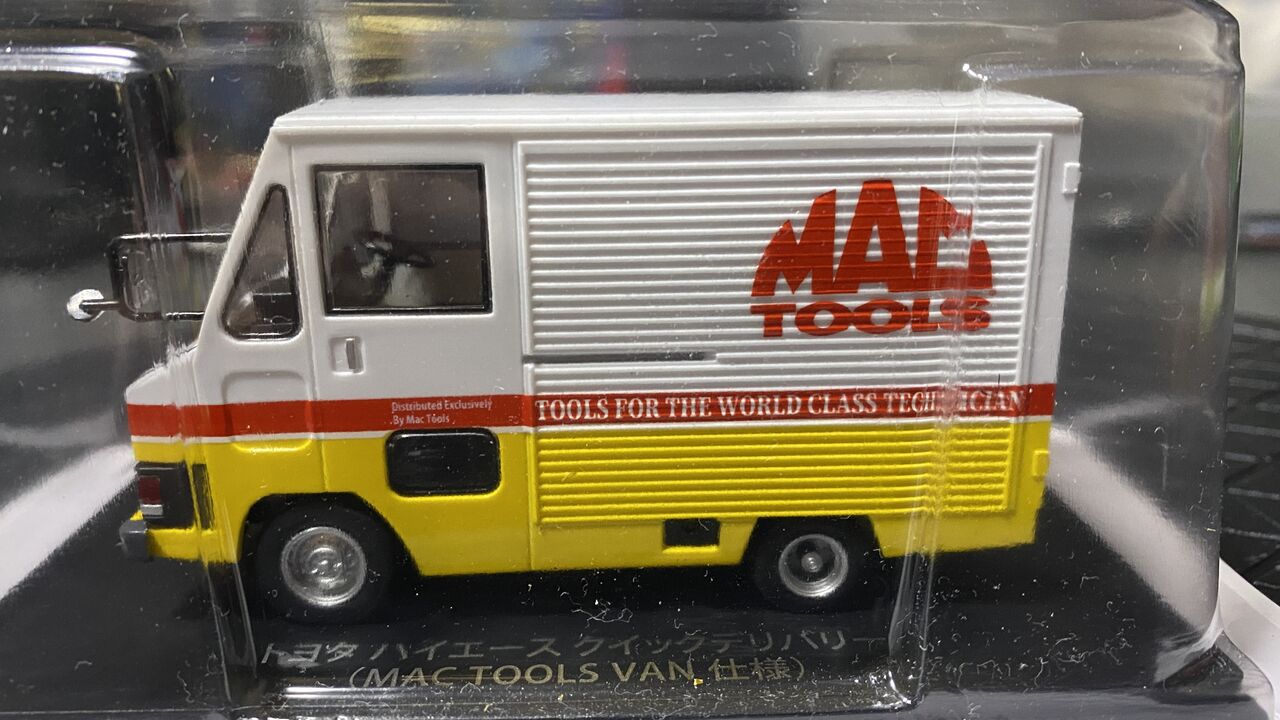 MAC
TOOLS
Distributed Exclusively
By Mac Tools
TOOLS FOR THE WORLD CLASS TECHNICIAN
トヨタ ハイエース クイックデリバリー
(MAC TOOLS VAN 仕様)